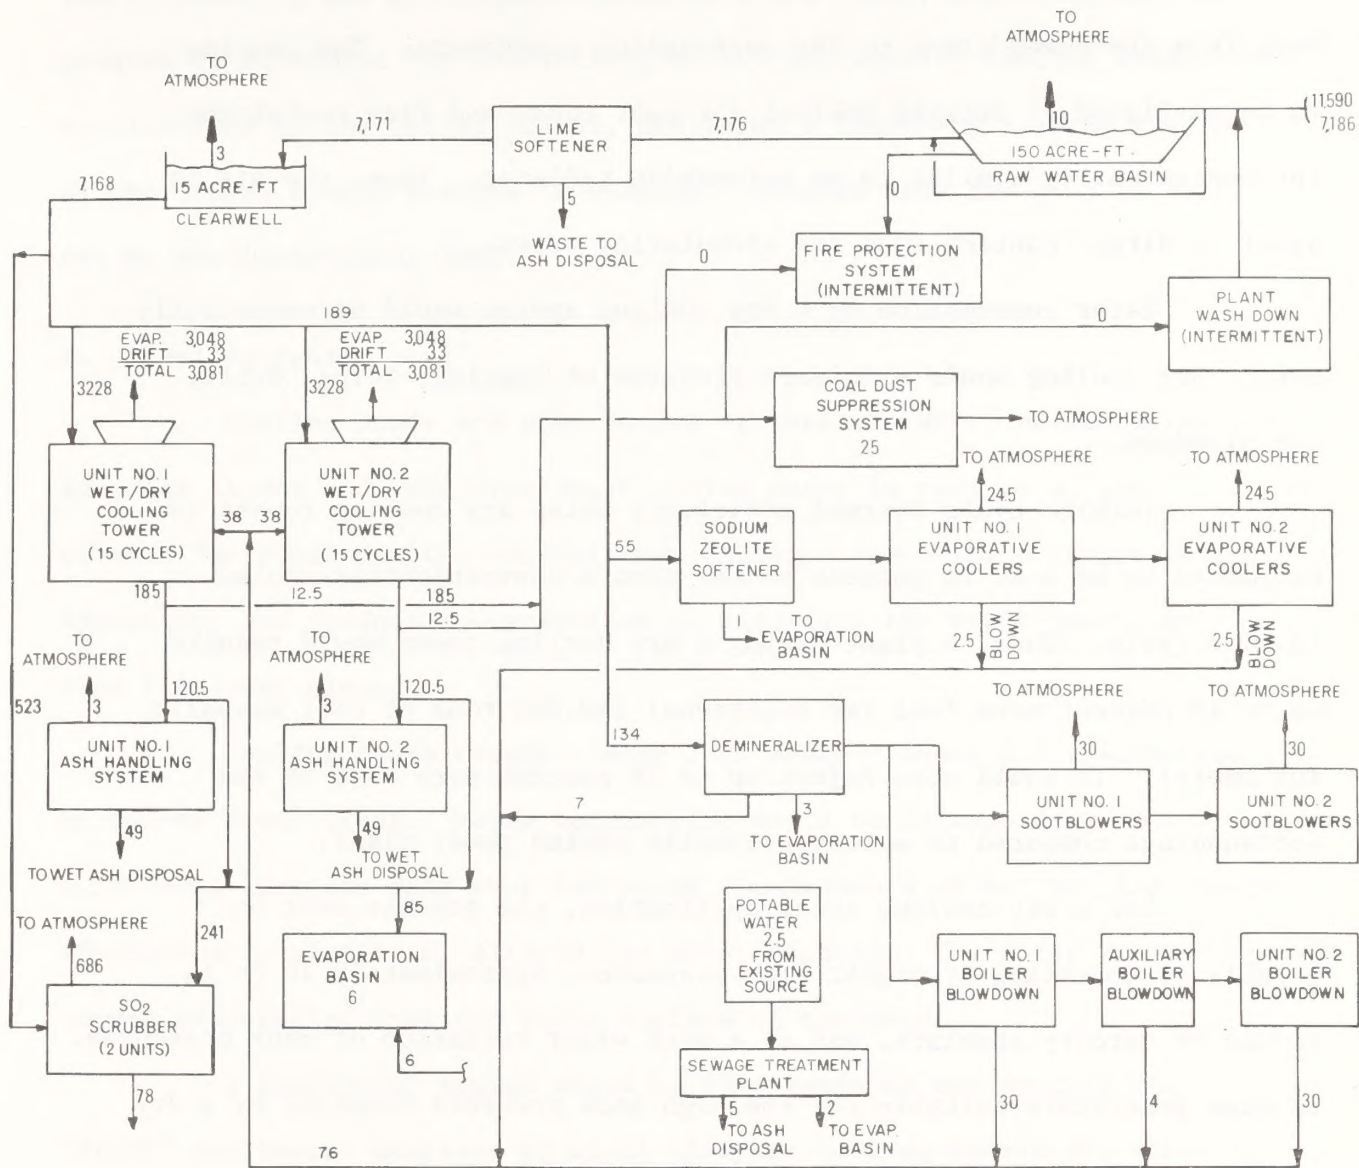 TO
ATMOSPHERE
TO
ATMOSPHERE
11590
7,186
7,171
LIME
SOFTENER
7,176
10
150 ACRE-FT
RAW WATER BASIN
3
15 ACRE-FT
CLEARWELL
7168
5
WASTE TO
ASH DISPOSAL
0
FIRE PROTECTION
SYSTEM
(INTERMITTENT)
0
PLANT
WASH DOWN
(INTERMITTENT)
0
189
EVAP. 3,048
DRIFT 33
TOTAL 3,081
3228
EVAP. 3,048
DRIFT 33
TOTAL 3,081
3228
COAL DUST
SUPPRESSION
SYSTEM
25
TO ATMOSPHERE
UNIT NO. 1
WET/DRY
COOLING
TOWER
(15 CYCLES)
38
38
UNIT NO. 2
WET/DRY
COOLING
TOWER
(15 CYCLES)
TO ATMOSPHERE
24.5
TO ATMOSPHERE
24.5
55
SODIUM
ZEOLITE
SOFTENER
UNIT NO. 1
EVAPORATIVE
COOLERS
UNIT NO. 2
EVAPORATIVE
COOLERS
185
12.5
185
12.5
1
TO
EVAPORATION
BASIN
2.5
BLOW
DOWN
2.5
BLOW
DOWN
TO
ATMOSPHERE
TO
ATMOSPHERE
523
3
120.5
3
120.5
UNIT NO. 1
ASH HANDLING
SYSTEM
UNIT NO. 2
ASH HANDLING
SYSTEM
134
DEMINERALIZER
TO ATMOSPHERE
30
TO ATMOSPHERE
30
UNIT NO. 1
SOOTBLOWERS
UNIT NO. 2
SOOTBLOWERS
7
3
TO EVAPORATION
BASIN
49
TO WET ASH DISPOSAL
49
TO WET
ASH DISPOSAL
TO ATMOSPHERE
686
241
85
SO2
SCRUBBER
(2 UNITS)
78
EVAPORATION
BASIN
6
6
POTABLE
WATER
2.5
FROM
EXISTING
SOURCE
UNIT NO. 1
BOILER
BLOWDOWN
AUXILIARY
BOILER
BLOWDOWN
UNIT NO. 2
BOILER
BLOWDOWN
SEWAGE TREATMENT
PLANT
5
TO ASH
DISPOSAL
2
TO EVAP.
BASIN
30
4
30
76